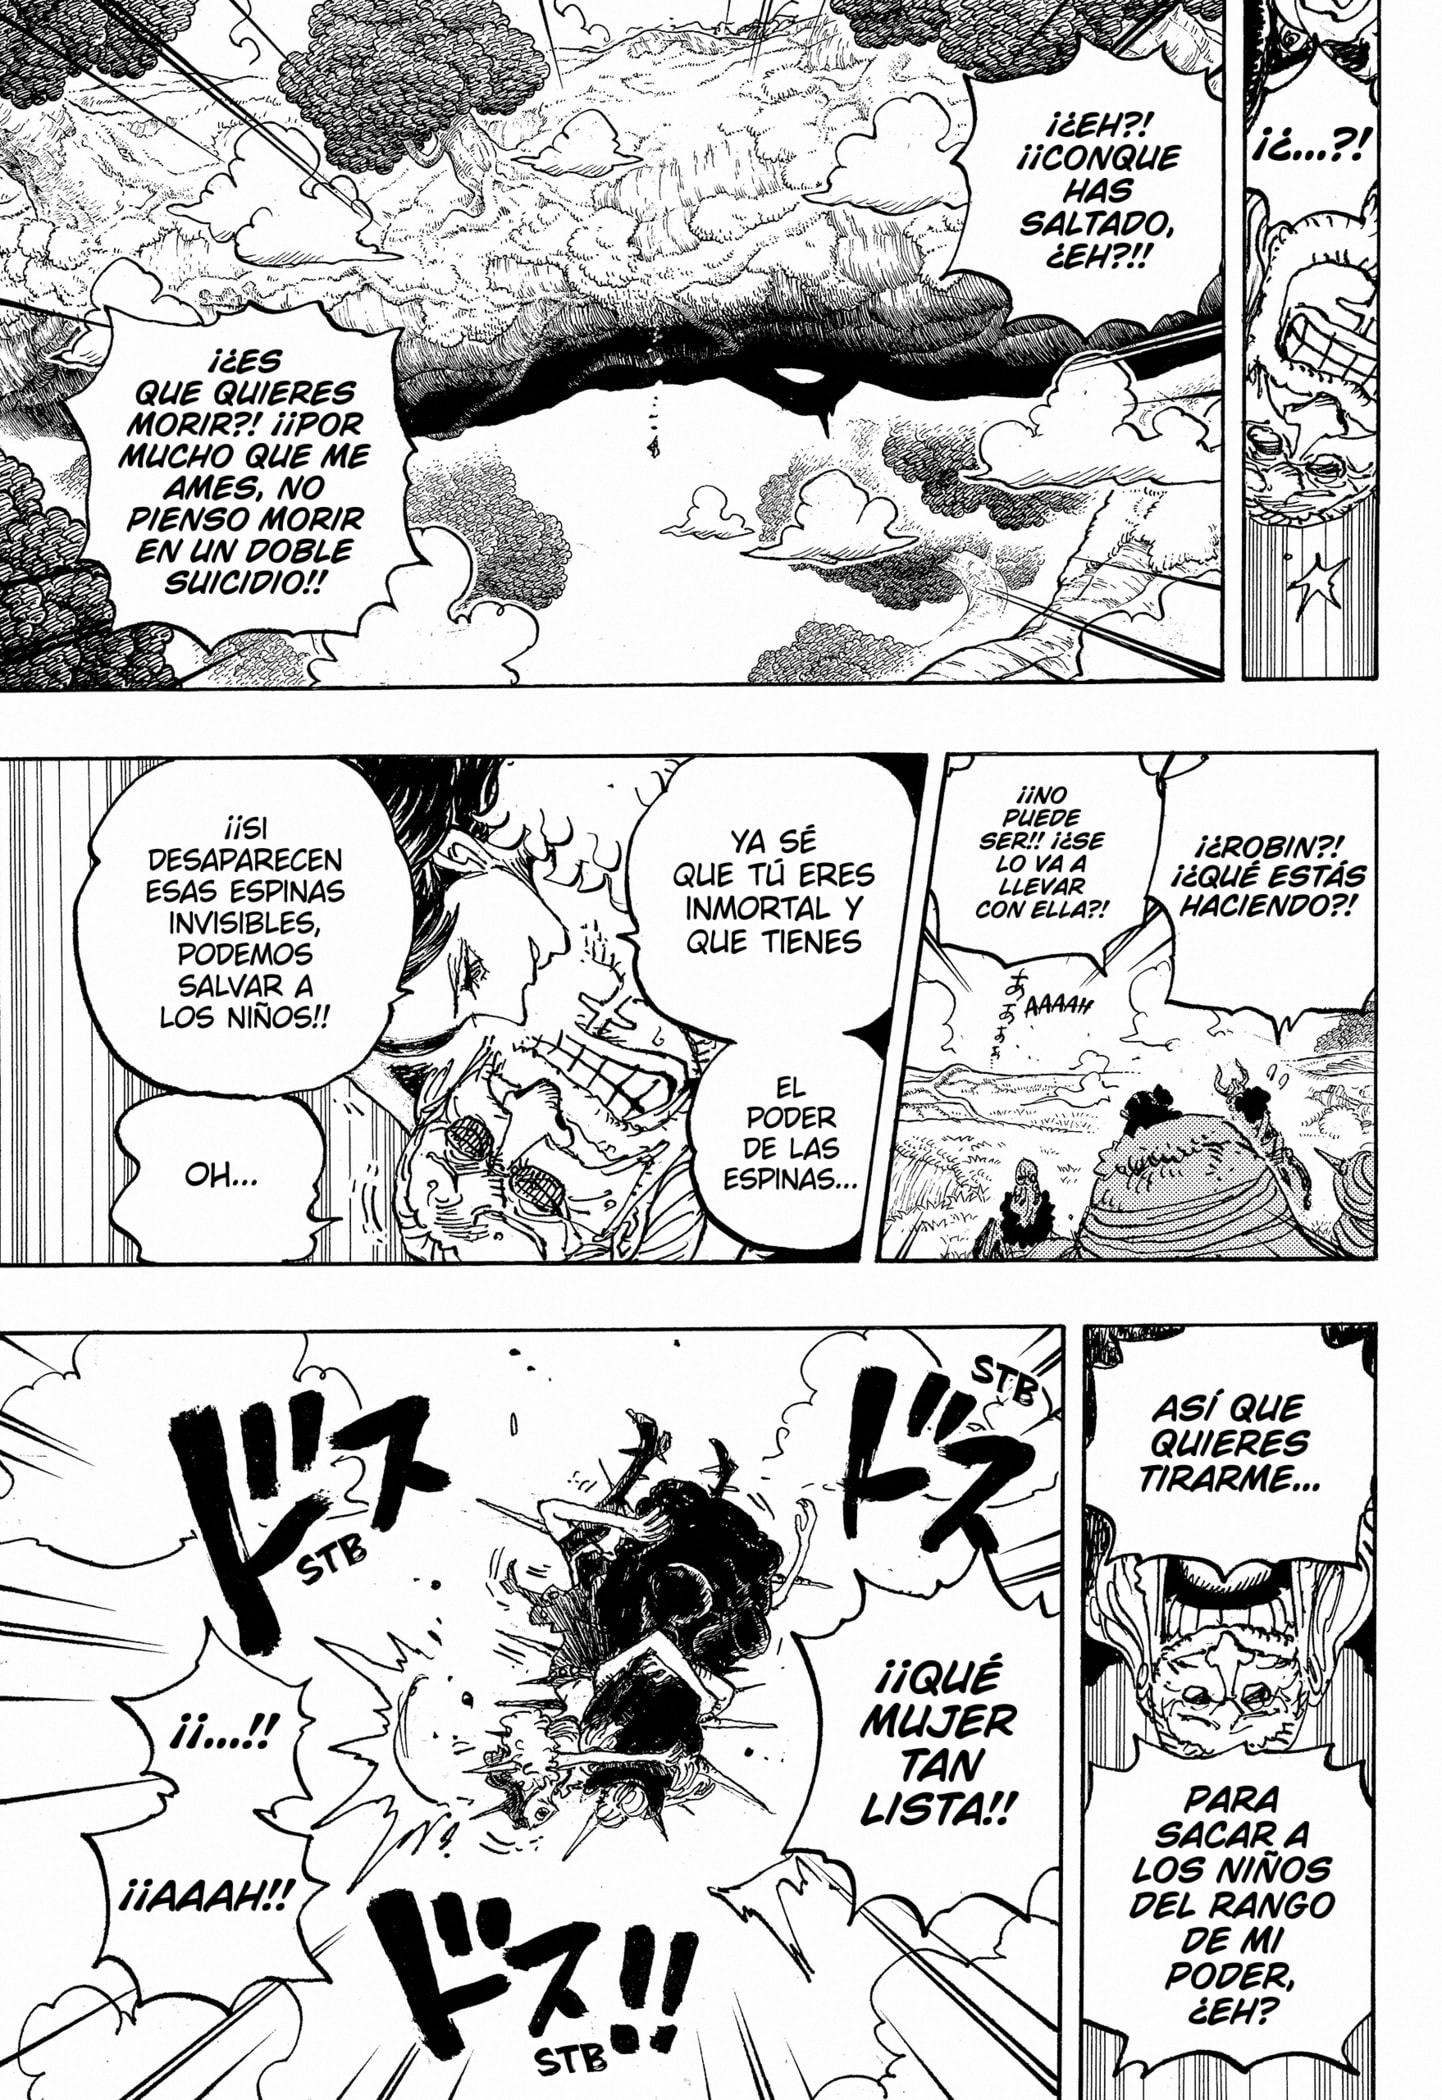 ¡¿...?!
¡¿EH?!
¡¡CONQUE
HAS
SALTADO,
¿EH?!!
¡¿ES
QUE QUIERES
MORIR?! ¡¡POR
MUCHO QUE ME
AMES, NO
PIENSO MORIR
EN UN DOBLE
SUICIDIO!!
¡¿ROBIN?!
¡¿QUÉ ESTÁS
HACIENDO?!
¡¡NO
PUEDE
SER!! ¡¿SE
LO VA A
LLEVAR
CON ELLA?!
あぁぁぁ
AAAAH
YA SÉ
QUE TÚ ERES
INMORTAL Y
QUE TIENES
EL
PODER
DE LAS
ESPINAS...
¡¡SI
DESAPARECEN
ESAS ESPINAS
INVISIBLES,
PODEMOS
SALVAR A
LOS NIÑOS!!
OH...
ASÍ QUE
QUIERES
TIRARME...
PARA
SACAR A
LOS NIÑOS
DEL RANGO
DE MI
PODER,
¿EH?
STB
ドス
¡¡QUÉ
MUJER
TAN
LISTA!!
ドス
STB
¡¡...!!
¡¡AAAH!!
ドス!!
STB